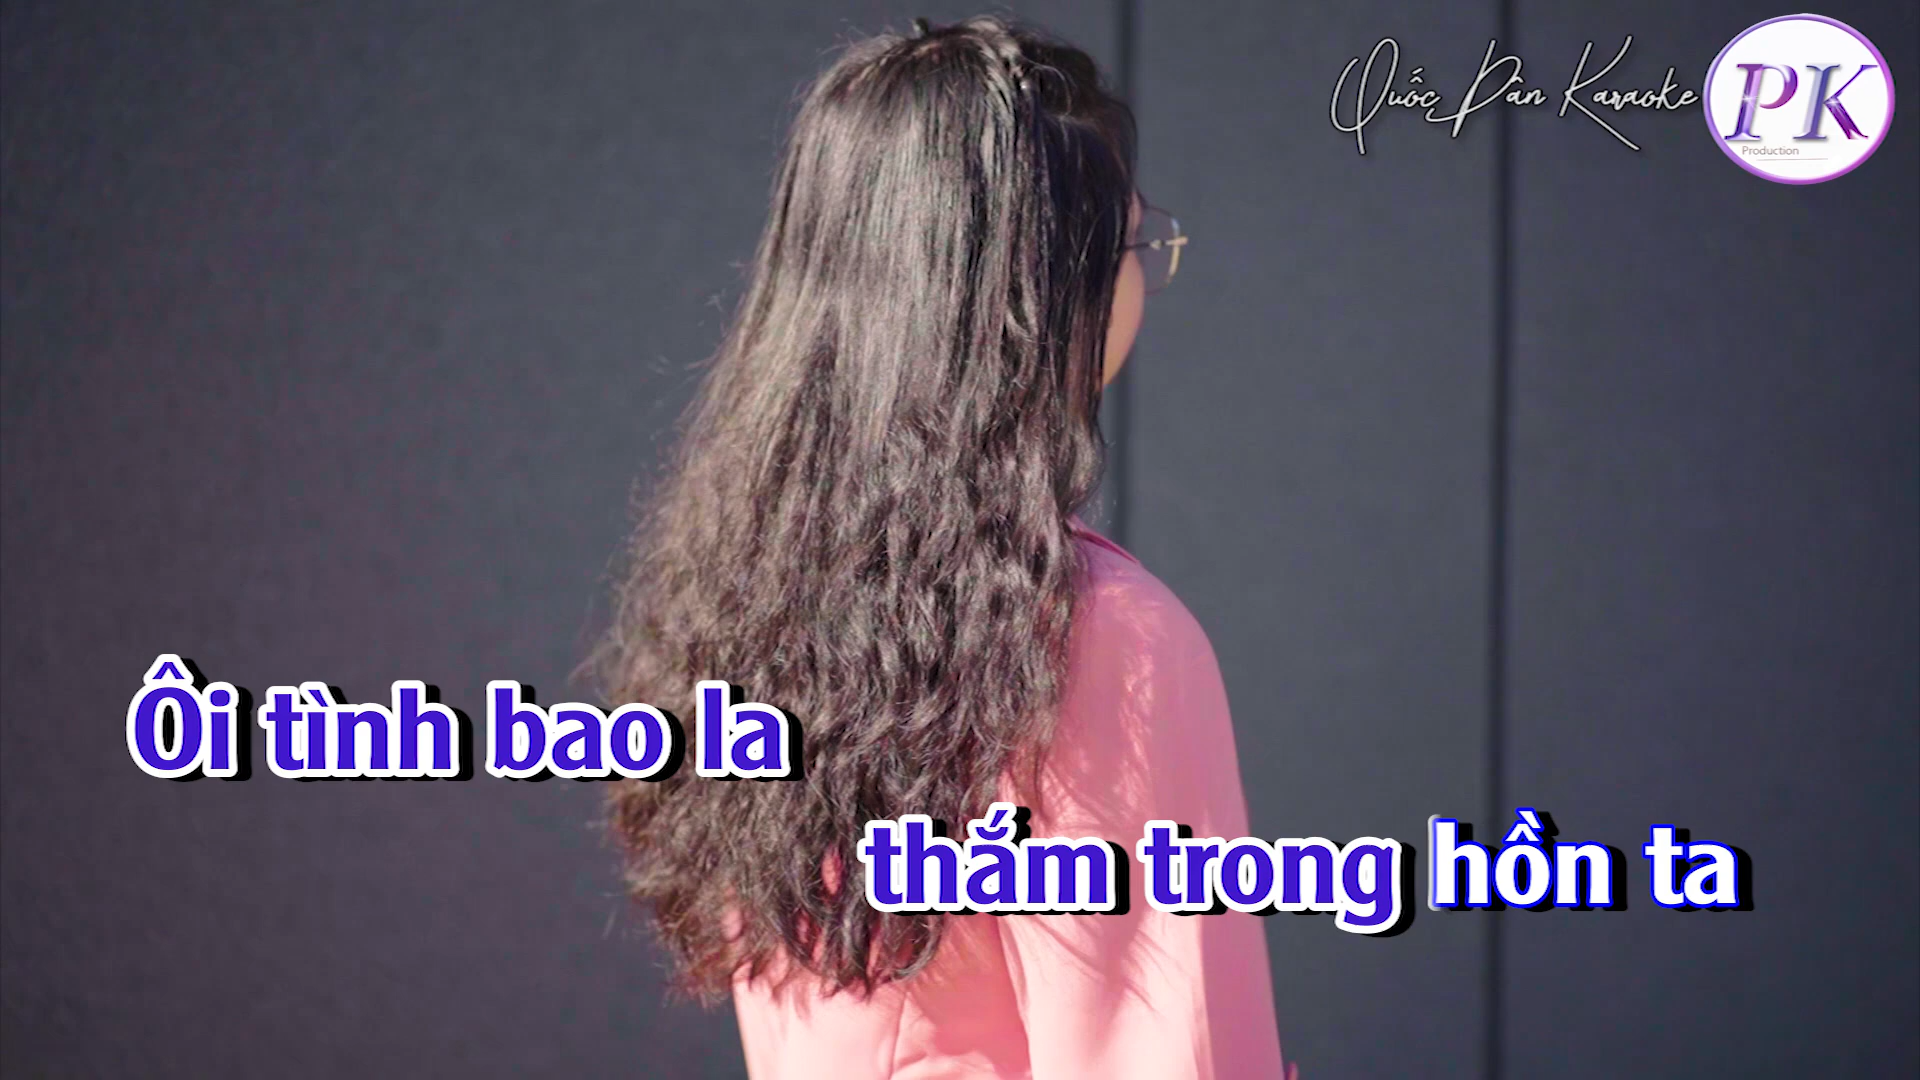 Quốc Dân Karaoke
PK
Production
Ôi tình bao la
thắm trong hồn ta